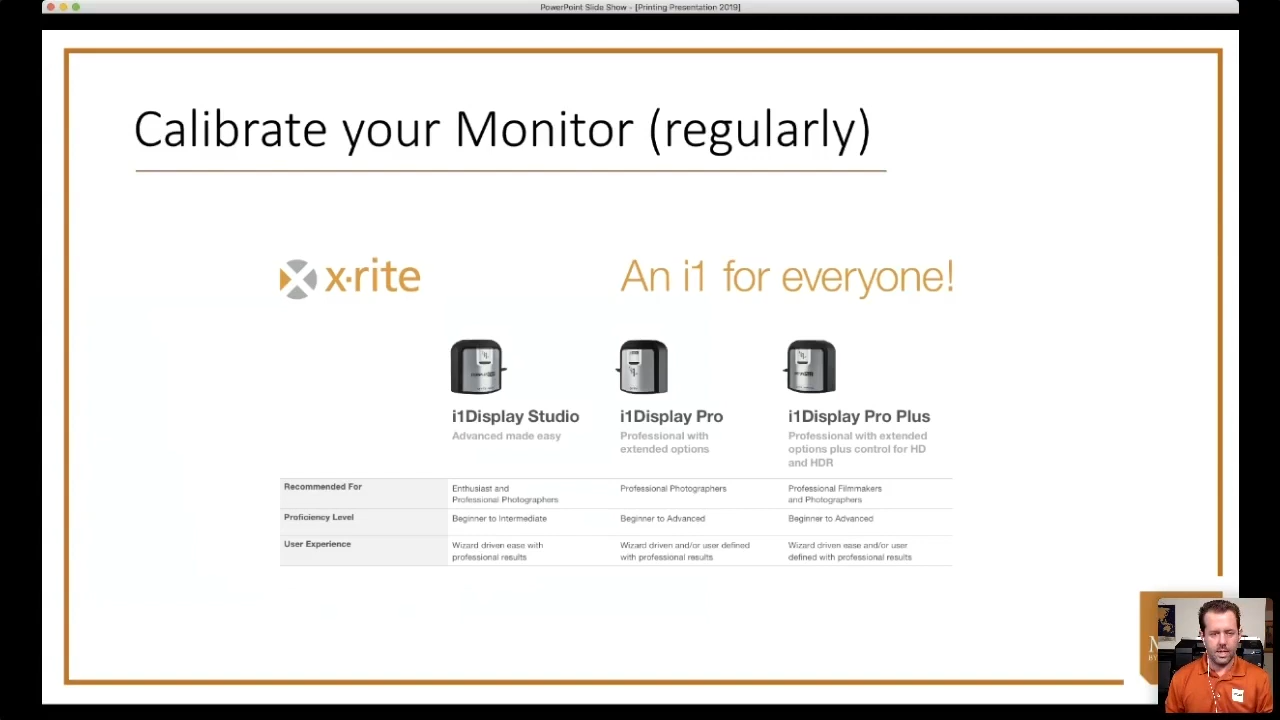 PowerPoint Slide Show - [Printing Presentation 2019]
Calibrate your Monitor (regularly)
x·rite
An i1 for everyone!
i1Display Studio
Advanced made easy
i1Display Pro
Professional with
extended options
i1Display Pro Plus
Professional with extended
options plus control for HD
and HDR
Recommended For
Enthusiast and
Professional Photographers
Professional Photographers
Professional Filmmakers
and Photographers
Proficiency Level
Beginner to Intermediate
Beginner to Advanced
Beginner to Advanced
User Experience
Wizard driven ease with
professional results
Wizard driven and/or user defined
with professional results
Wizard driven ease and/or user
defined with professional results